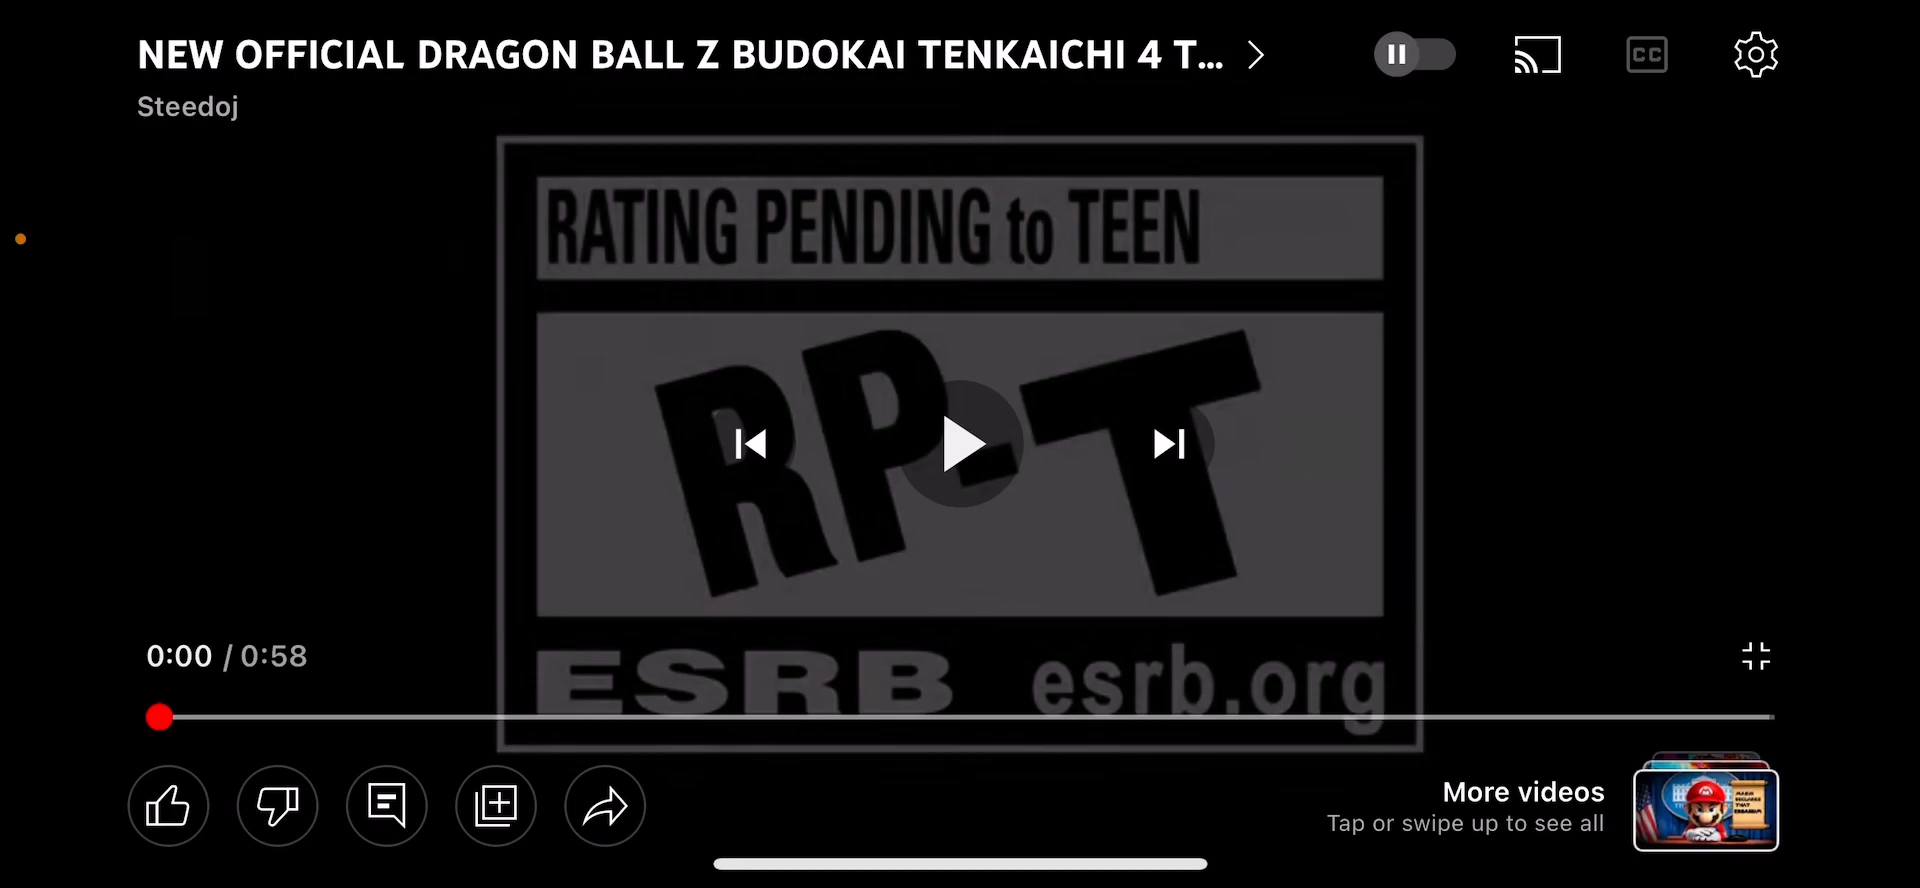 NEW OFFICIAL DRAGON BALL Z BUDOKAI TENKAICHI 4 T...
CC
Steedoj
RATING PENDING to TEEN
RP-T
0:00 / 0:58
ESRB esrb.org
More videos
Tap or swipe up to see all